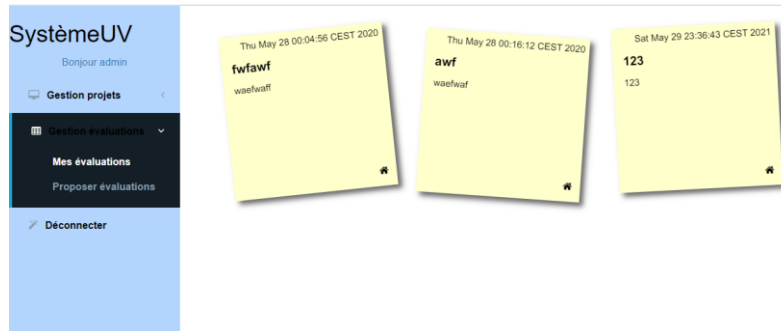 SystèmeUV
Bonjour admin
Gestion projets
Gestion évaluations
Mes évaluations
Proposer évaluations
Déconnecter
Thu May 28 00:04:56 CEST 2020
fwfawf
waefwaff
Thu May 28 00:16:12 CEST 2020
awf
waefwaf
Sat May 29 23:36:43 CEST 2021
123
123